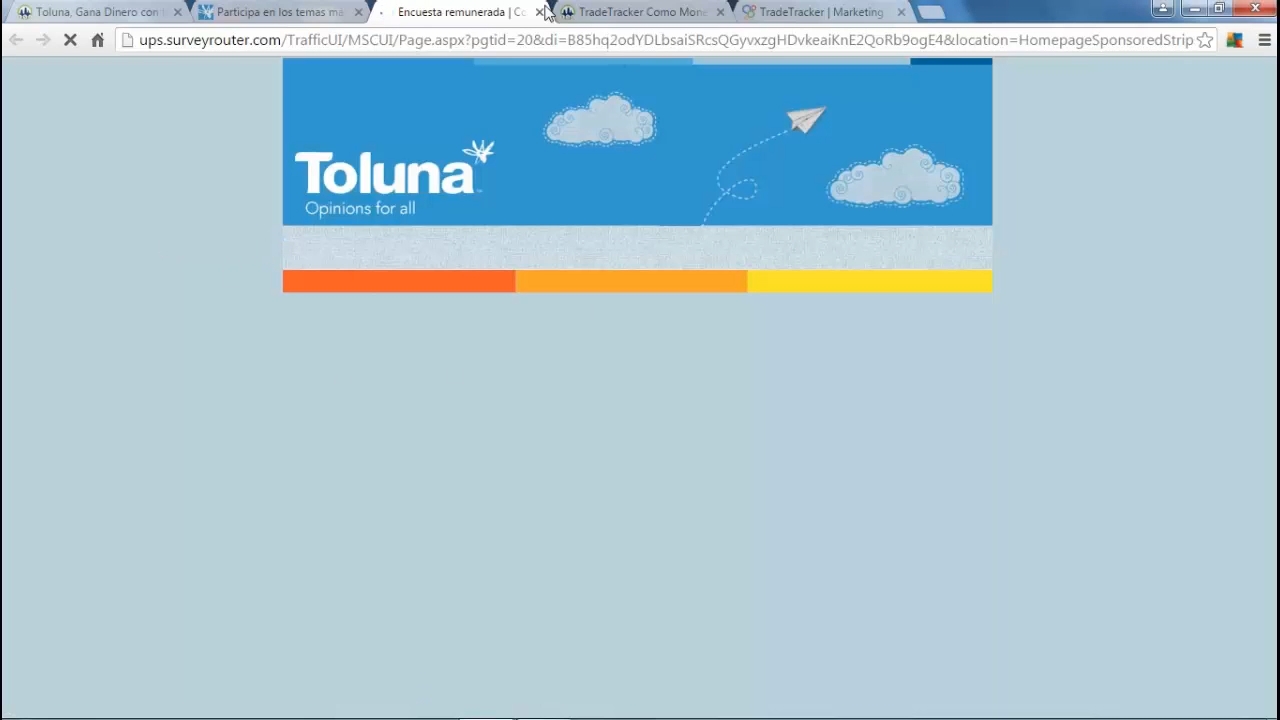 Toluna, Gana Dinero con
Participa en los temas ma
Encuesta remunerada | Co
TradeTracker Como Mone
TradeTracker | Marketing
ups.surveyrouter.com/TrafficUI/MSCUI/Page.aspx?pgtid=20&di=B85hq2odYDLbsaiSRcsQGyvxzgHDvkeaiKnE2QoRb9ogE4&location=HomepageSponsoredStrip
Toluna
Opinions for all